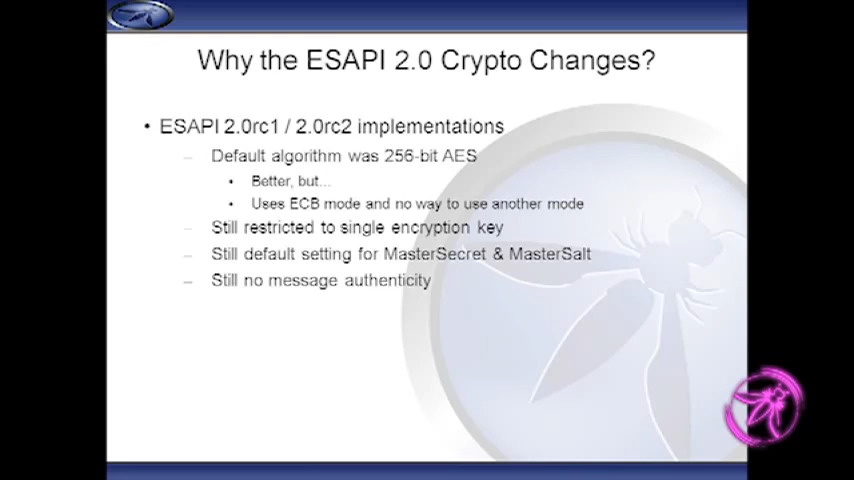 Why the ESAPI 2.0 Crypto Changes?
• ESAPI 2.0rc1 / 2.0rc2 implementations
– Default algorithm was 256-bit AES
• Better, but...
• Uses ECB mode and no way to use another mode
– Still restricted to single encryption key
– Still default setting for MasterSecret & MasterSalt
– Still no message authenticity